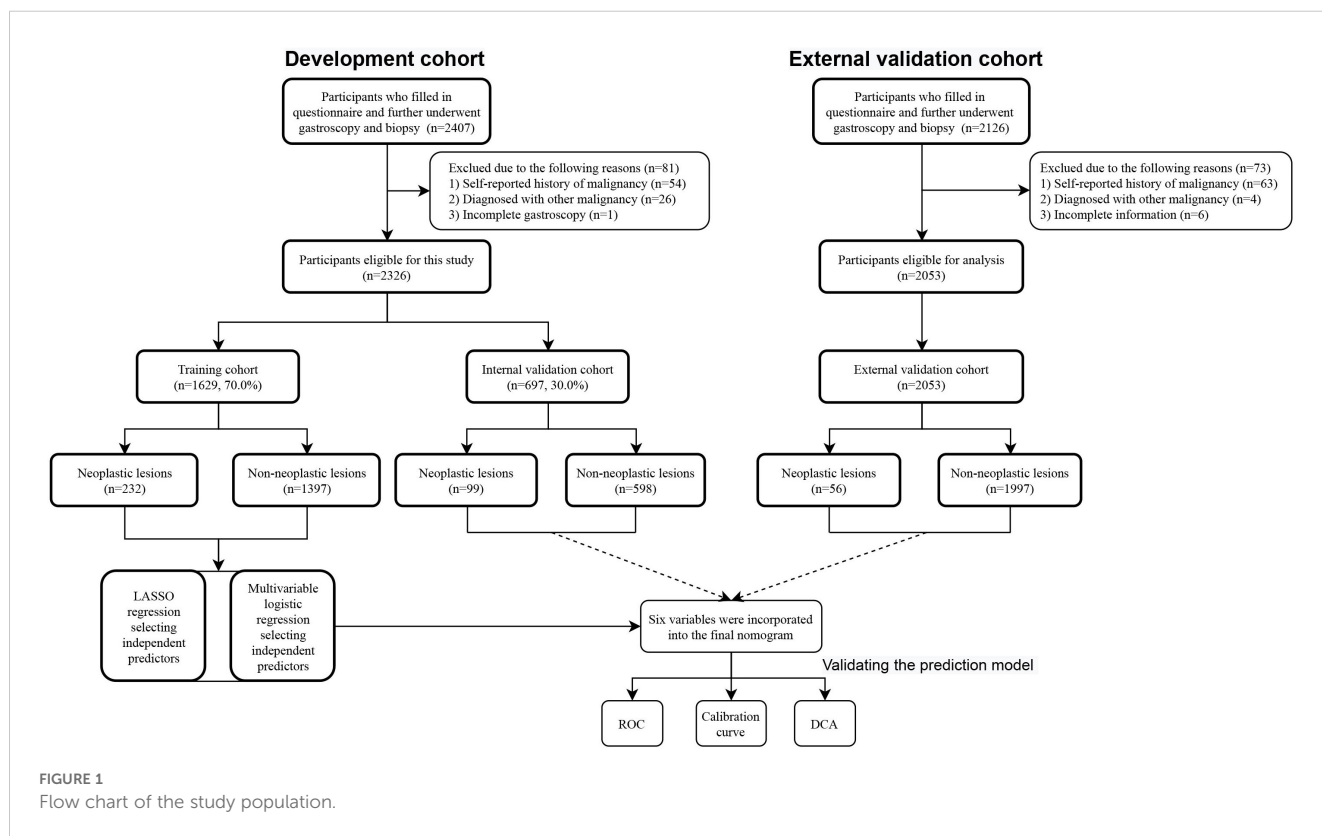 Development cohort
External validation cohort
Participants who filled in
questionnaire and further underwent
gastroscopy and biopsy (n=2407)
Participants who filled in
questionnaire and further underwent
gastroscopy and biopsy (n=2126)
Exclued due to the following reasons (n=81)
1) Self-reported history of malignancy (n=54)
2) Diagnosed with other malignancy (n=26)
3) Incomplete gastroscopy (n=1)
Exclued due to the following reasons (n=73)
1) Self-reported history of malignancy (n=63)
2) Diagnosed with other malignancy (n=4)
3) Incomplete information (n=6)
Participants eligible for this study
(n=2326)
Participants eligible for analysis
(n=2053)
Training cohort
(n=1629, 70.0%)
Internal validation cohort
(n=697, 30.0%)
External validation cohort
(n=2053)
Neoplastic lesions
(n=232)
Non-neoplastic lesions
(n=1397)
Neoplastic lesions
(n=99)
Non-neoplastic lesions
(n=598)
Neoplastic lesions
(n=56)
Non-neoplastic lesions
(n=1997)
LASSO
regression
selecting
independent
predictors
Multivariable
logistic
regression
selecting
independent
predictors
Six variables were incorporated
into the final nomogram
Validating the prediction model
ROC
Calibration
curve
DCA
FIGURE 1
Flow chart of the study population.